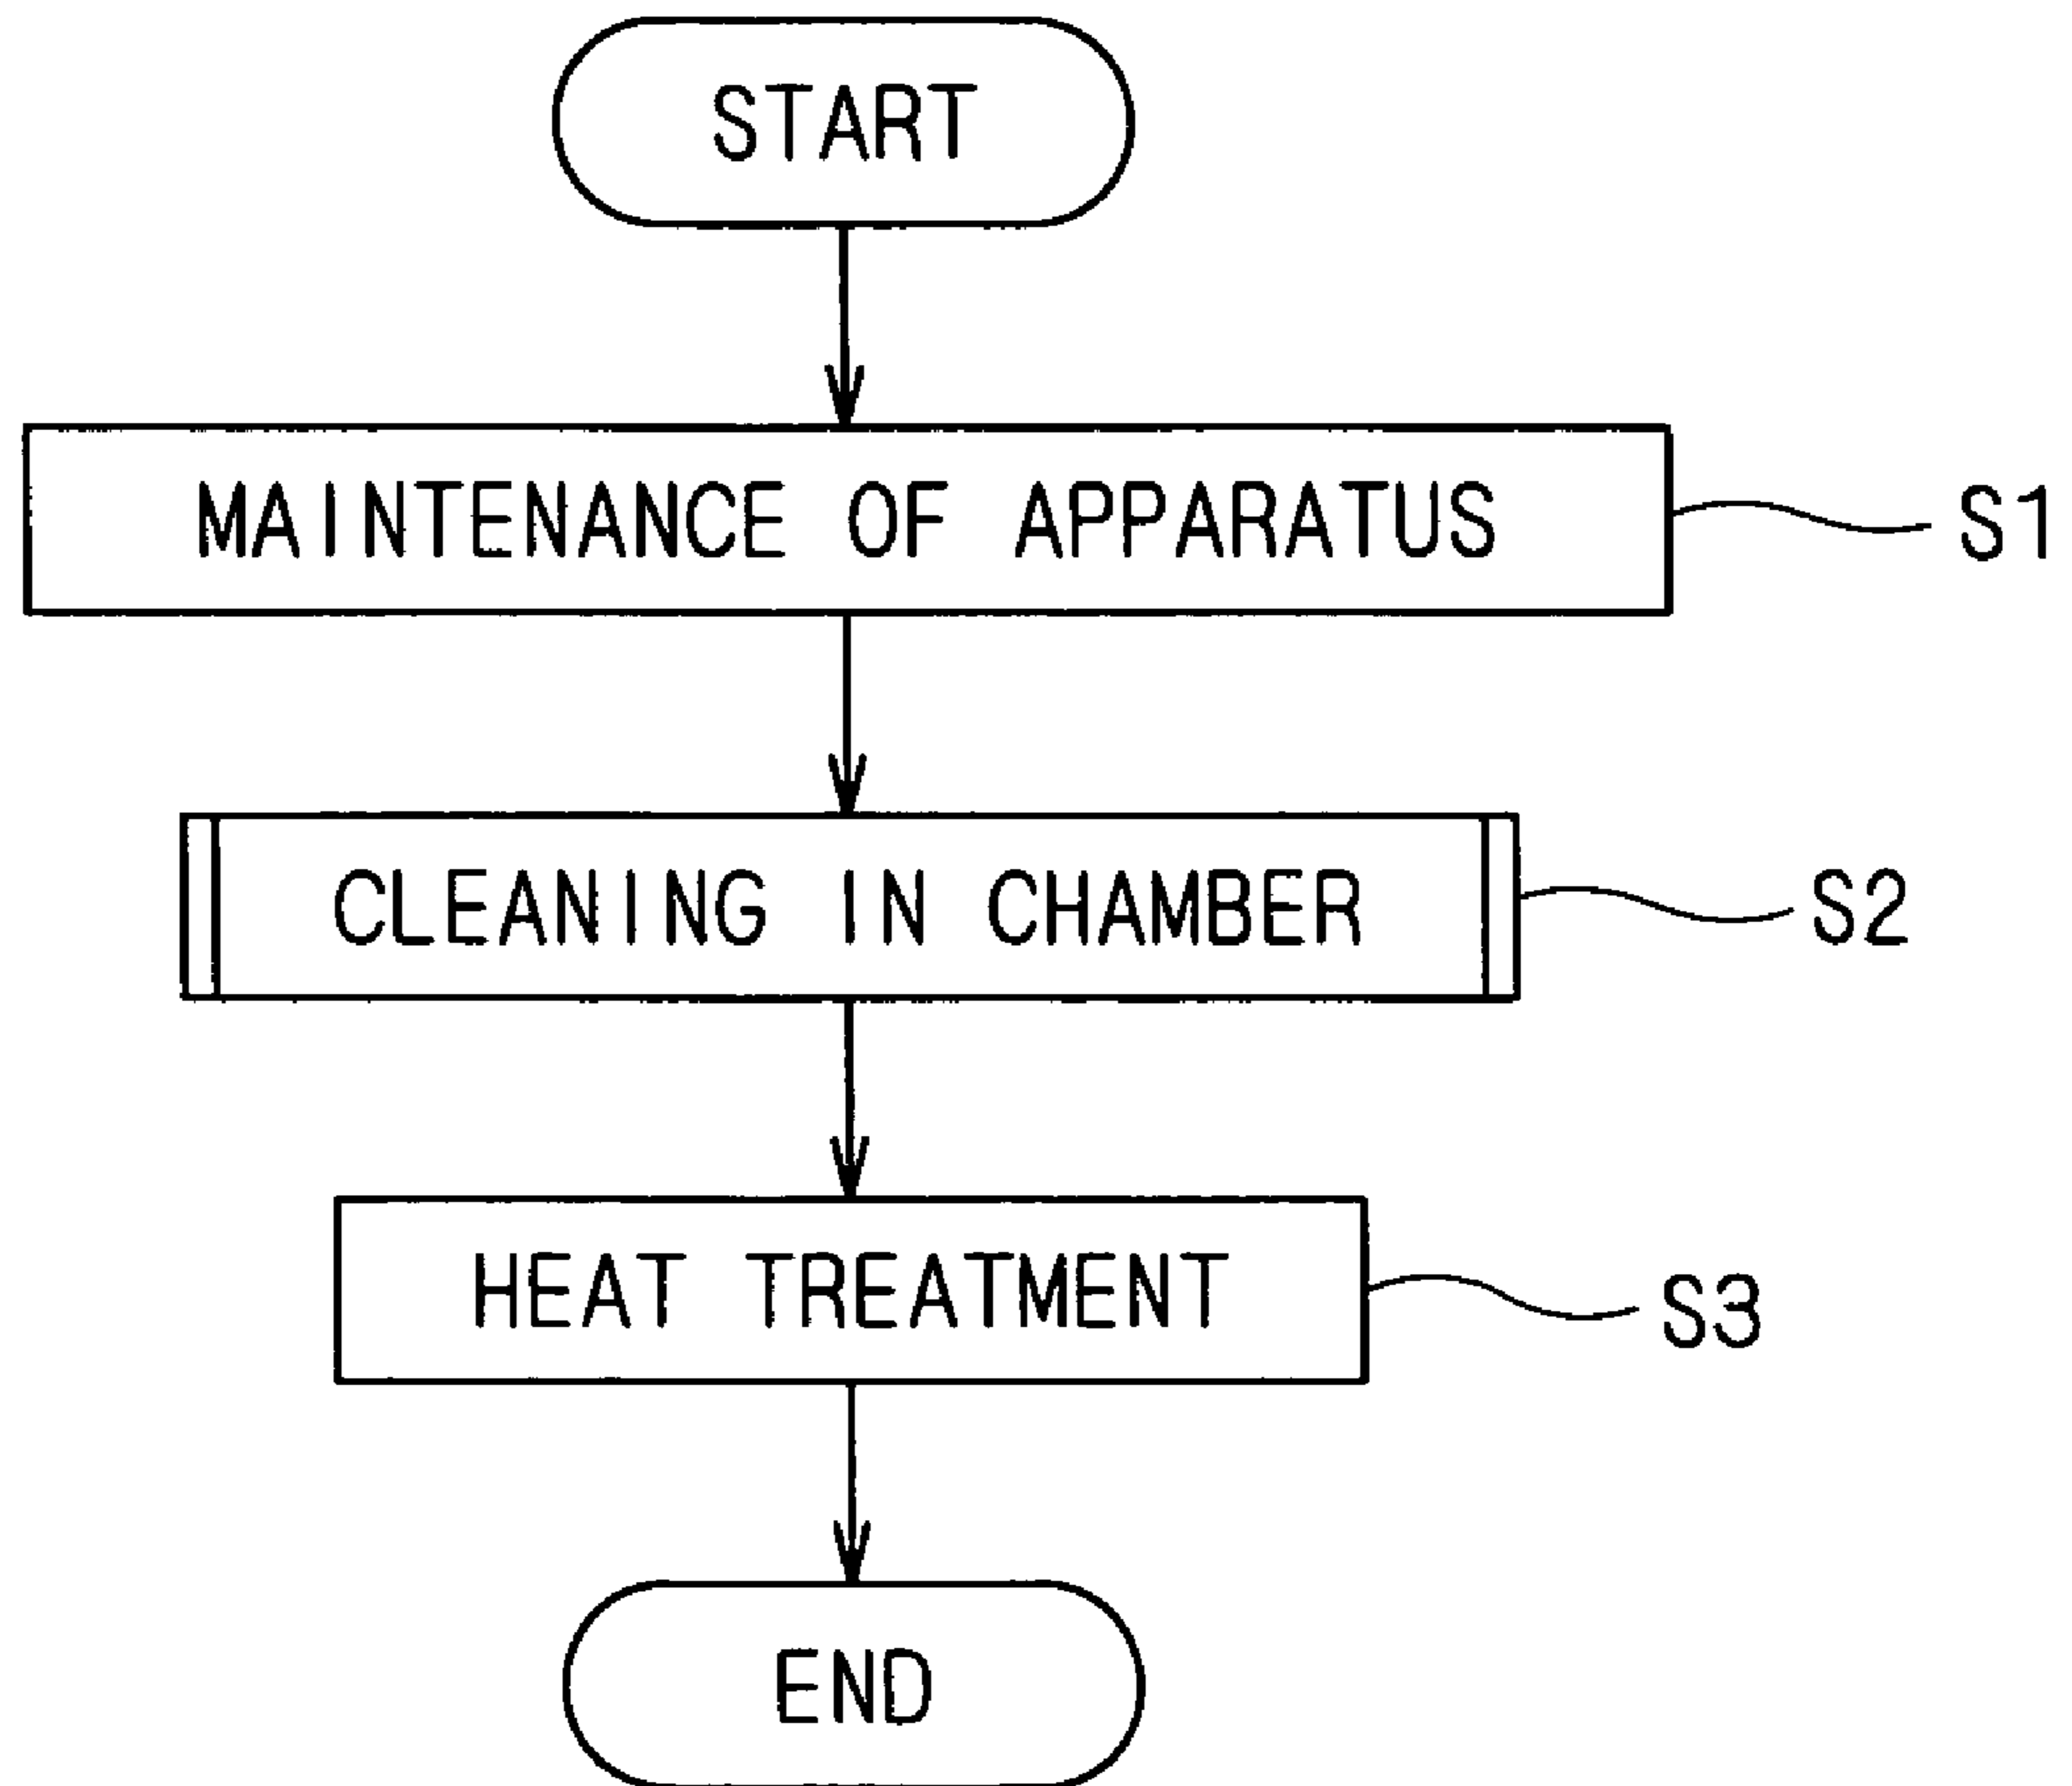 START
MAINTENANCE OF APPARATUS
S1
CLEANING IN CHAMBER
S2
HEAT TREATMENT
S3
END